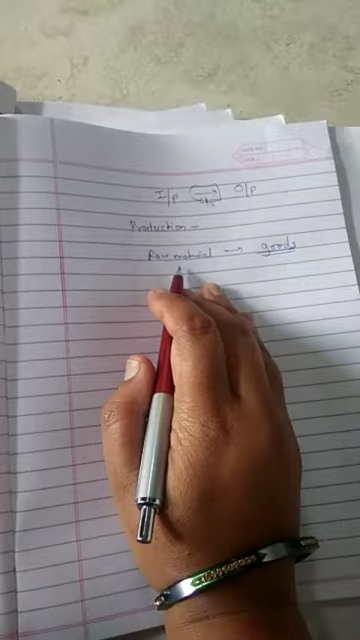 I/p → O/p
Production -
Raw material → goods